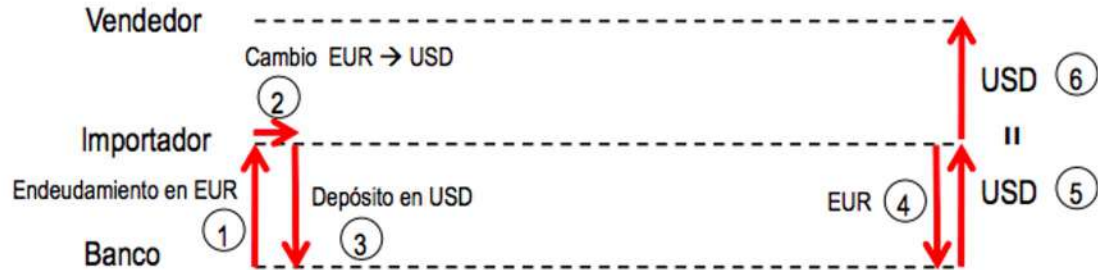 Vendedor
Cambio EUR → USD
2
USD 6
Importador
=
Endeudamiento en EUR
1
Depósito en USD
3
EUR 4
USD 5
Banco